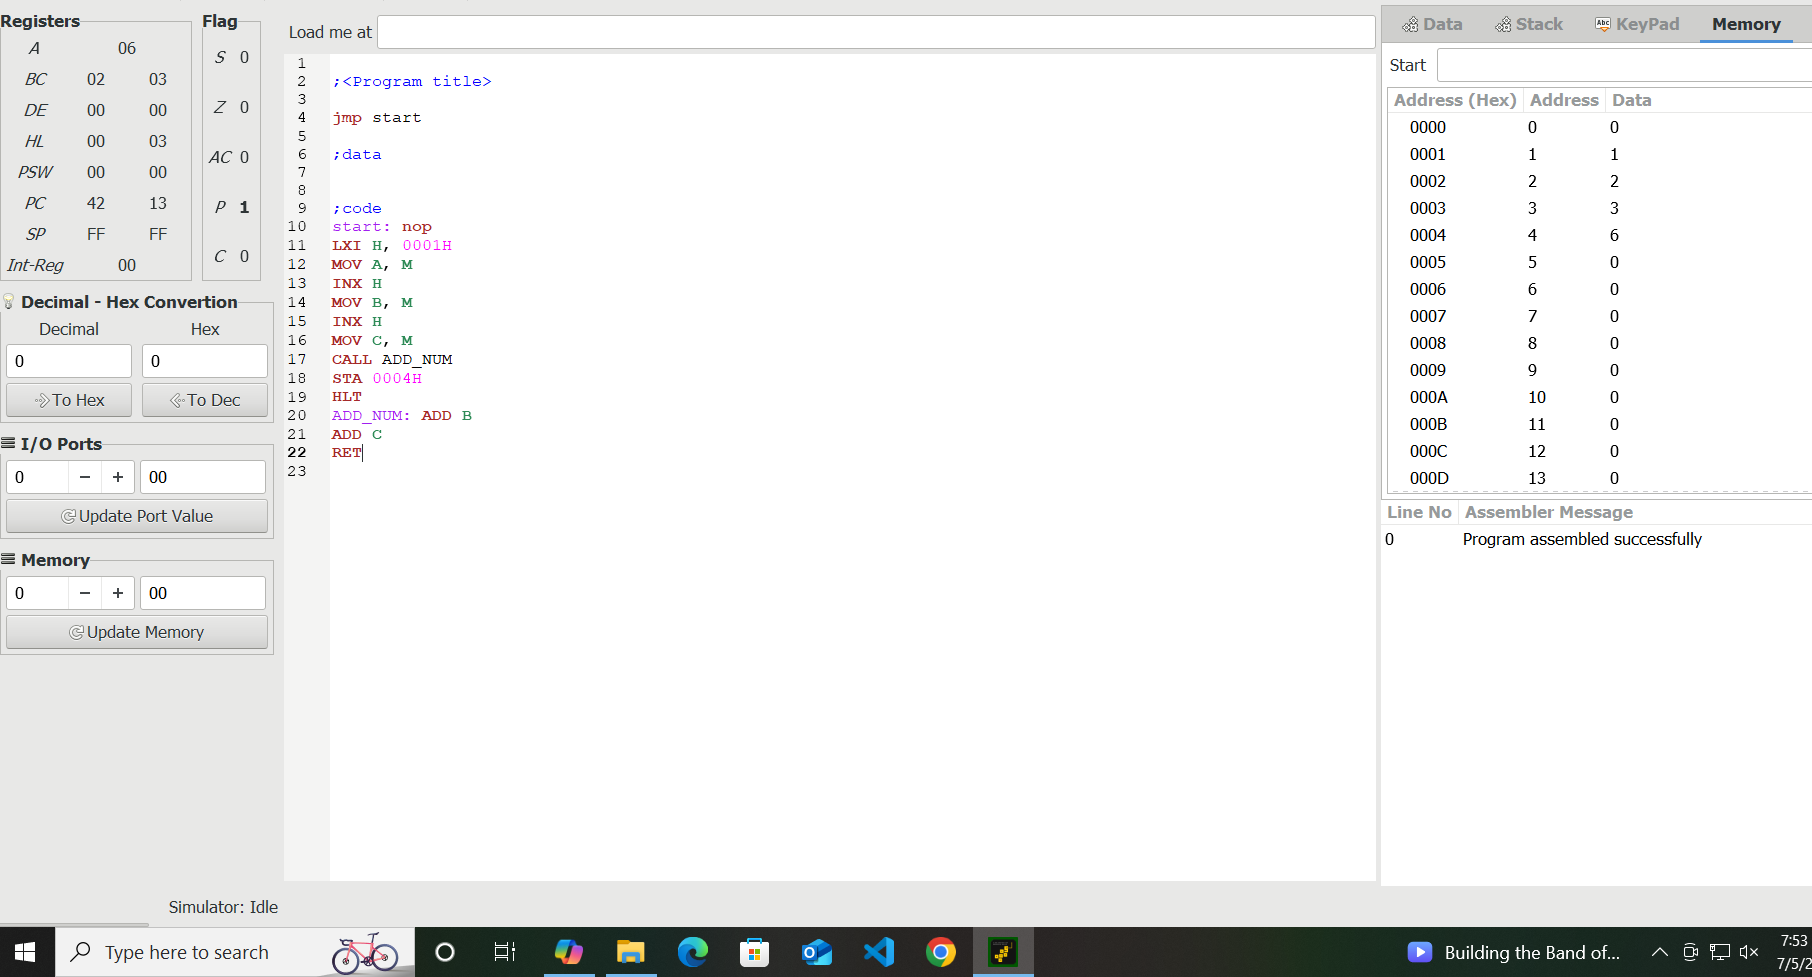 Registers
A 06
BC 02 03
DE 00 00
HL 00 03
PSW 00 00
PC 42 13
SP FF FF
Int-Reg 00
Flag
S 0
Z 0
AC 0
P 1
C 0
Decimal - Hex Convertion
Decimal Hex
0 0
To Hex To Dec
I/O Ports
0 − + 00
Update Port Value
Memory
0 − + 00
Update Memory
Simulator: Idle
Load me at
1
2 ;<Program title>
3
4 jmp start
5
6 ;data
7
8
9 ;code
10 start: nop
11 LXI H, 0001H
12 MOV A, M
13 INX H
14 MOV B, M
15 INX H
16 MOV C, M
17 CALL ADD_NUM
18 STA 0004H
19 HLT
20 ADD_NUM: ADD B
21 ADD C
22 RET
23
Data Stack Abc KeyPad Memory
Start
Address (Hex) Address Data
0000 0 0
0001 1 1
0002 2 2
0003 3 3
0004 4 6
0005 5 0
0006 6 0
0007 7 0
0008 8 0
0009 9 0
000A 10 0
000B 11 0
000C 12 0
000D 13 0
Line No Assembler Message
0 Program assembled successfully
Type here to search
Building the Band of...
7:53
7/5/2